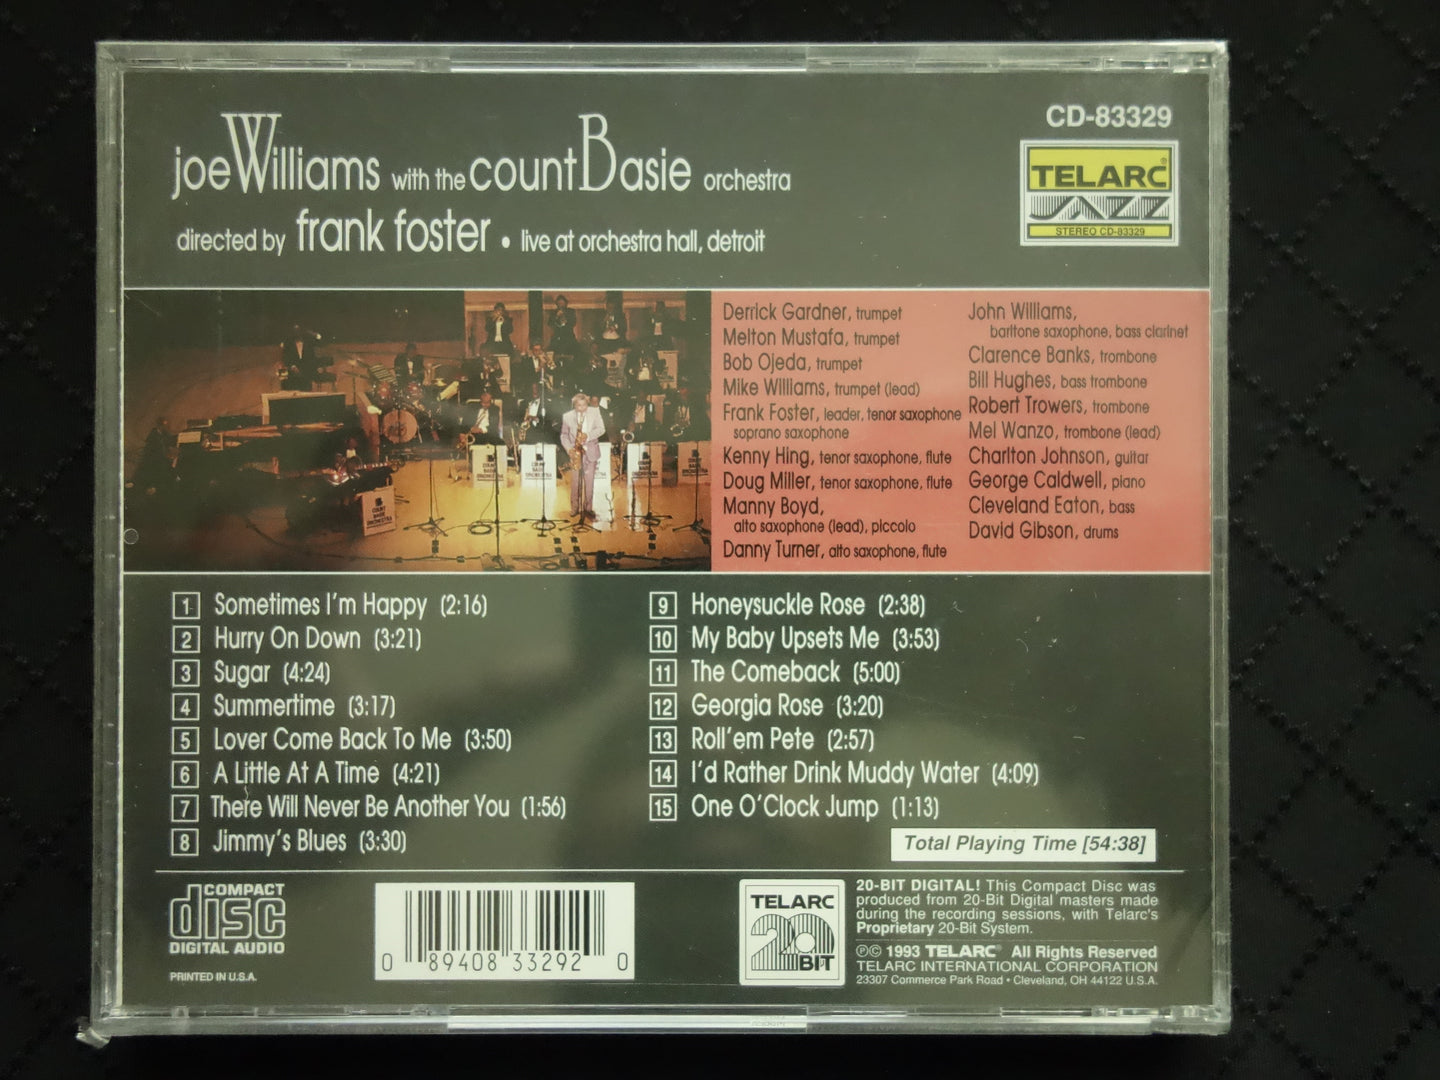 CD-83329
joe Williams with the count Basie orchestra
directed by frank foster • live at orchestra hall, detroit
TELARC®
JAZZ
STEREO CD-83329
Derrick Gardner, trumpet
Melton Mustafa, trumpet
Bob Ojeda, trumpet
Mike Williams, trumpet (lead)
Frank Foster, leader, tenor saxophone
soprano saxophone
Kenny Hing, tenor saxophone, flute
Doug Miller, tenor saxophone, flute
Manny Boyd,
alto saxophone (lead), piccolo
Danny Turner, alto saxophone, flute
John Williams,
baritone saxophone, bass clarinet
Clarence Banks, trombone
Bill Hughes, bass trombone
Robert Trowers, trombone
Mel Wanzo, trombone (lead)
Charlton Johnson, guitar
George Caldwell, piano
Cleveland Eaton, bass
David Gibson, drums
COUNT
BASIE
ORCHESTRA
1 Sometimes I'm Happy (2:16)
2 Hurry On Down (3:21)
3 Sugar (4:24)
4 Summertime (3:17)
5 Lover Come Back To Me (3:50)
6 A Little At A Time (4:21)
7 There Will Never Be Another You (1:56)
8 Jimmy's Blues (3:30)
9 Honeysuckle Rose (2:38)
10 My Baby Upsets Me (3:53)
11 The Comeback (5:00)
12 Georgia Rose (3:20)
13 Roll'em Pete (2:57)
14 I'd Rather Drink Muddy Water (4:09)
15 One O'Clock Jump (1:13)
Total Playing Time [54:38]
COMPACT
disc
DIGITAL AUDIO
PRINTED IN U.S.A.
0 89408 33292 0
TELARC
20
BIT
20-BIT DIGITAL! This Compact Disc was
produced from 20-Bit Digital masters made
during the recording sessions, with Telarc's
Proprietary 20-Bit System.
℗© 1993 TELARC® All Rights Reserved
TELARC INTERNATIONAL CORPORATION
23307 Commerce Park Road • Cleveland, OH 44122 U.S.A.